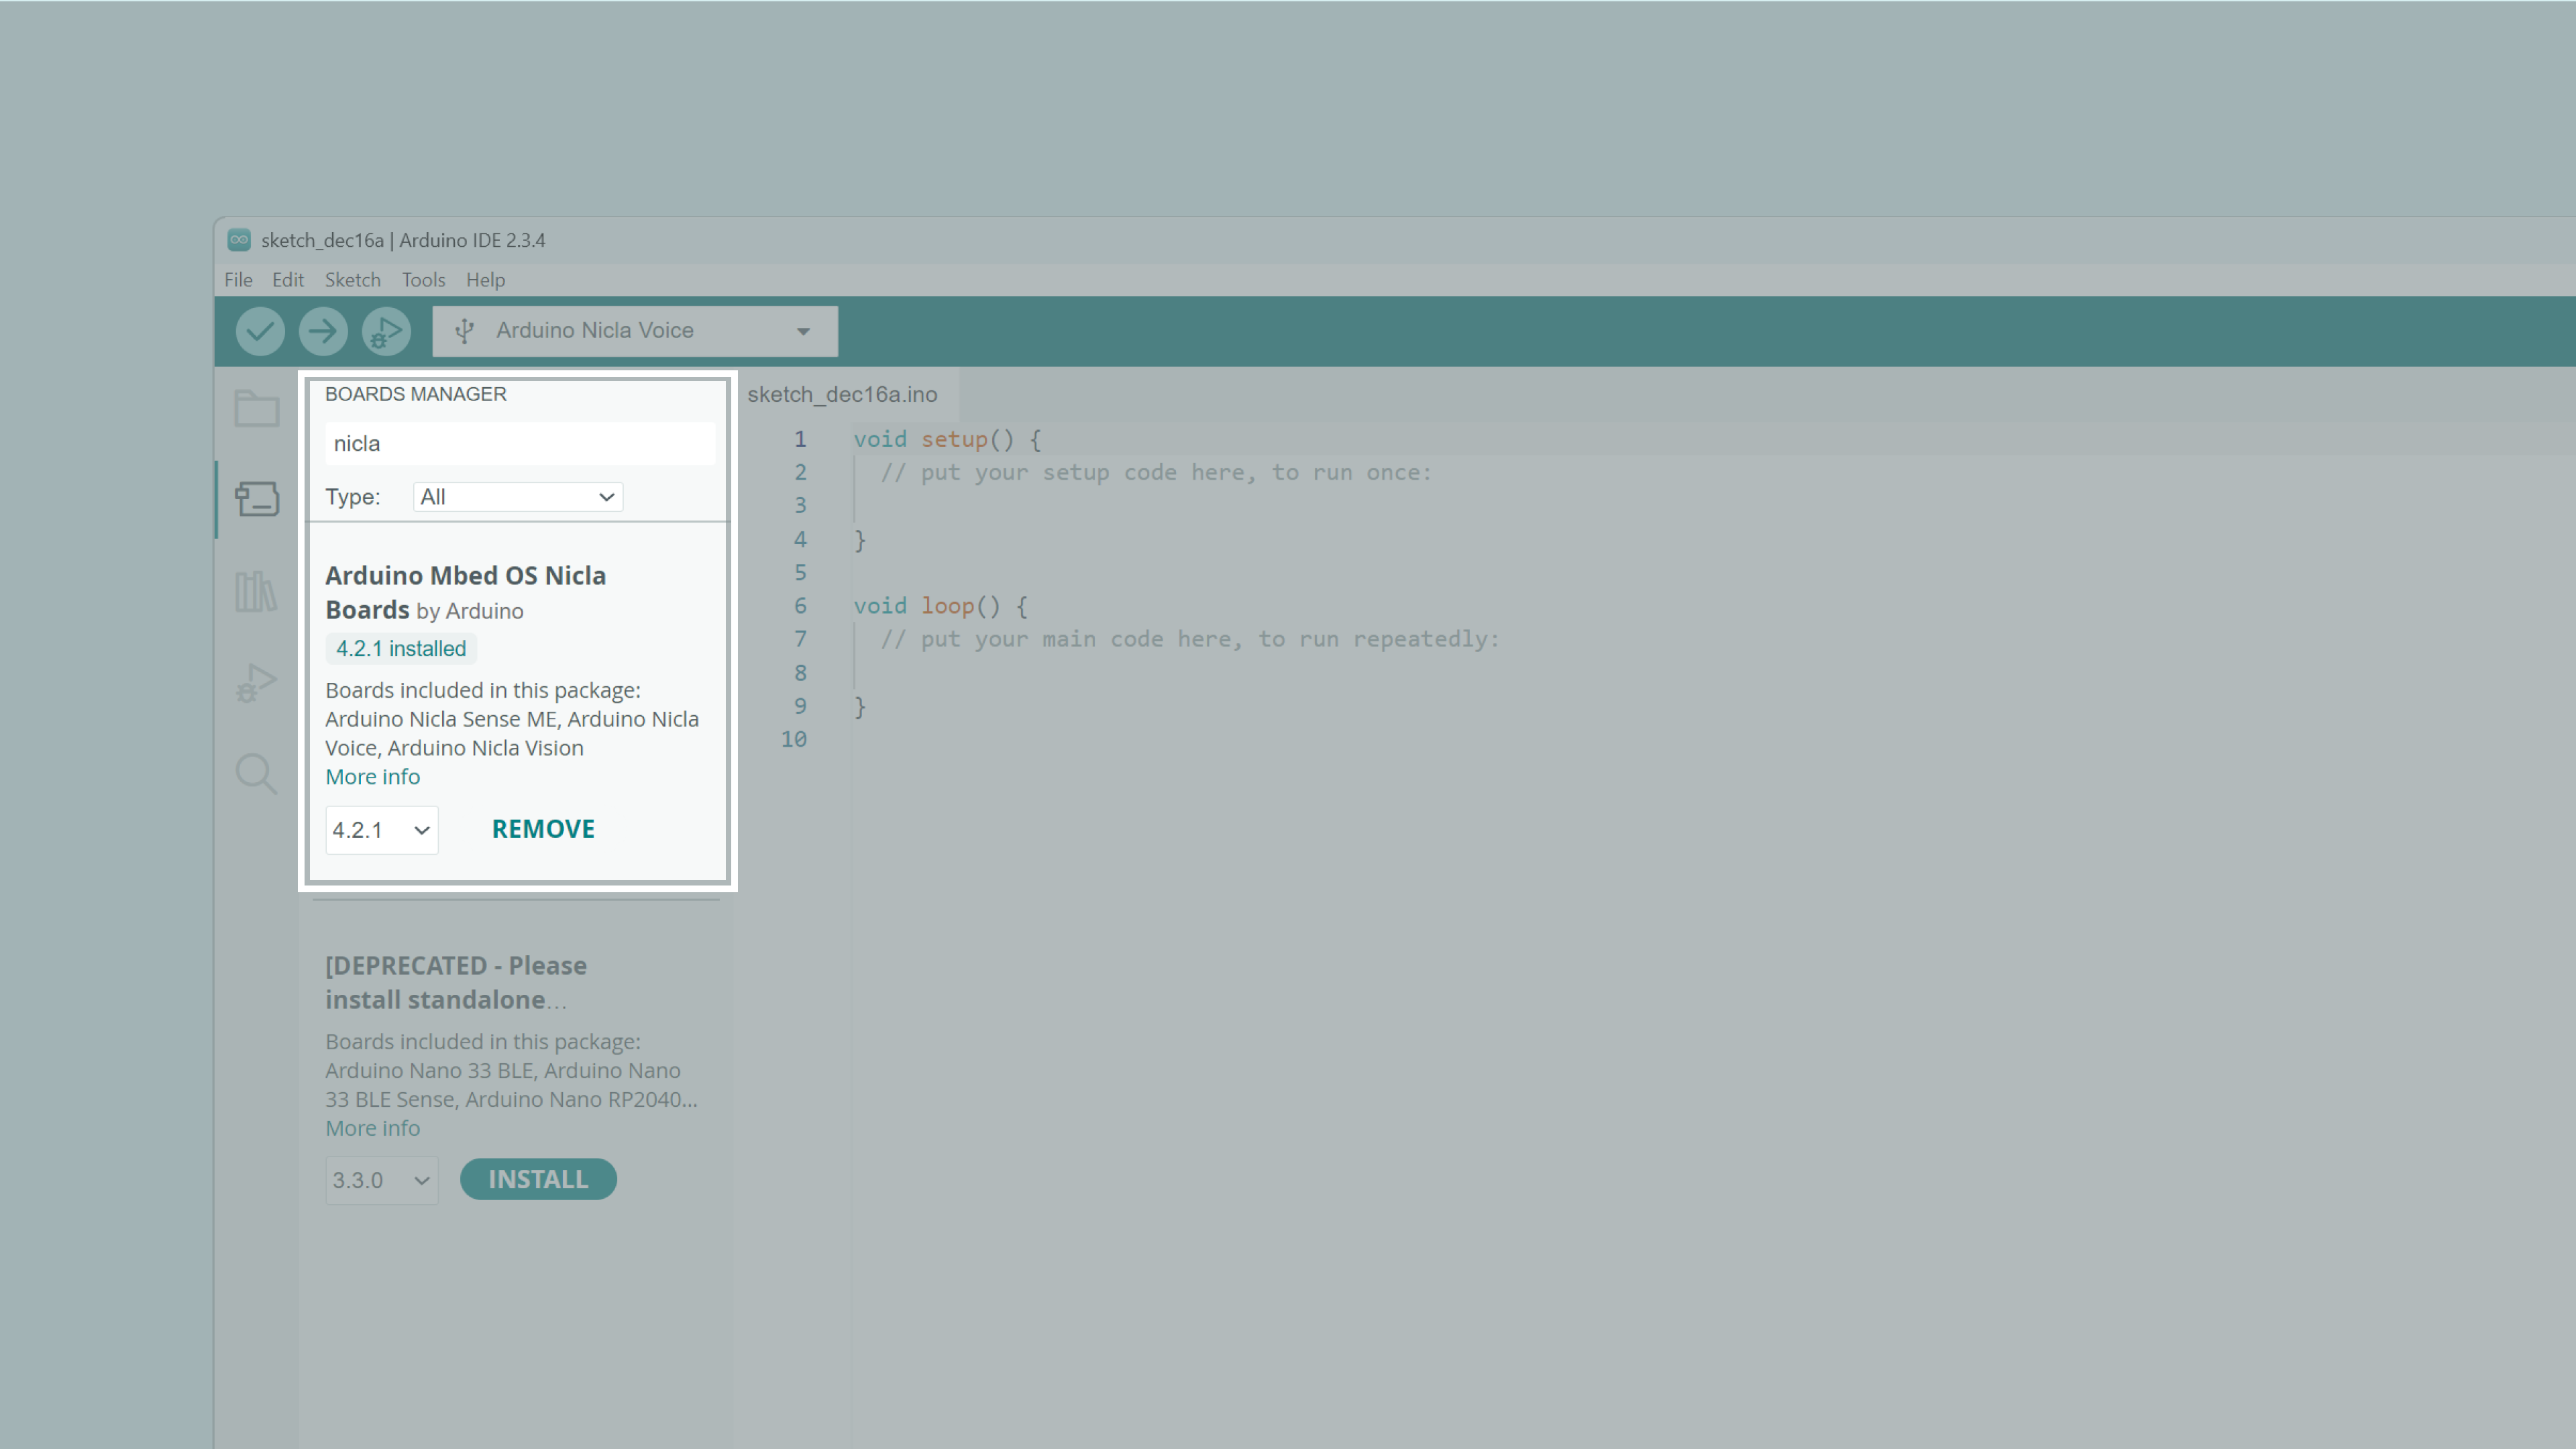 sketch_dec16a | Arduino IDE 2.3.4
File Edit Sketch Tools Help
Arduino Nicla Voice
BOARDS MANAGER
nicla
Type: All
Arduino Mbed OS Nicla
Boards by Arduino
4.2.1 installed
Boards included in this package:
Arduino Nicla Sense ME, Arduino Nicla
Voice, Arduino Nicla Vision
More info
4.2.1 REMOVE
[DEPRECATED - Please
install standalone...
Boards included in this package:
Arduino Nano 33 BLE, Arduino Nano
33 BLE Sense, Arduino Nano RP2040...
More info
3.3.0 INSTALL
sketch_dec16a.ino
1 void setup() {
2 // put your setup code here, to run once:
3
4 }
5
6 void loop() {
7 // put your main code here, to run repeatedly:
8
9 }
10